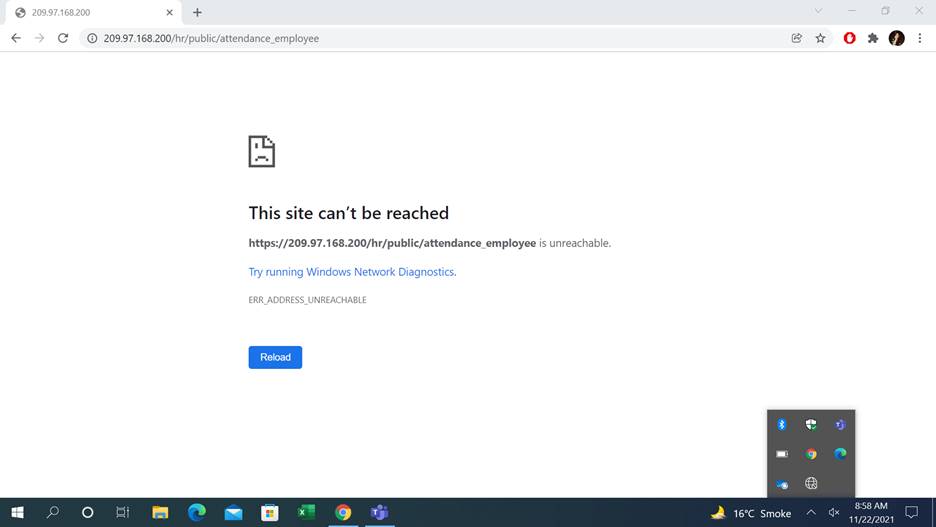 209.97.168.200
209.97.168.200/hr/public/attendance_employee
This site can’t be reached
https://209.97.168.200/hr/public/attendance_employee is unreachable.
Try running Windows Network Diagnostics.
ERR_ADDRESS_UNREACHABLE
Reload
16°C Smoke
8:58 AM
11/22/2021